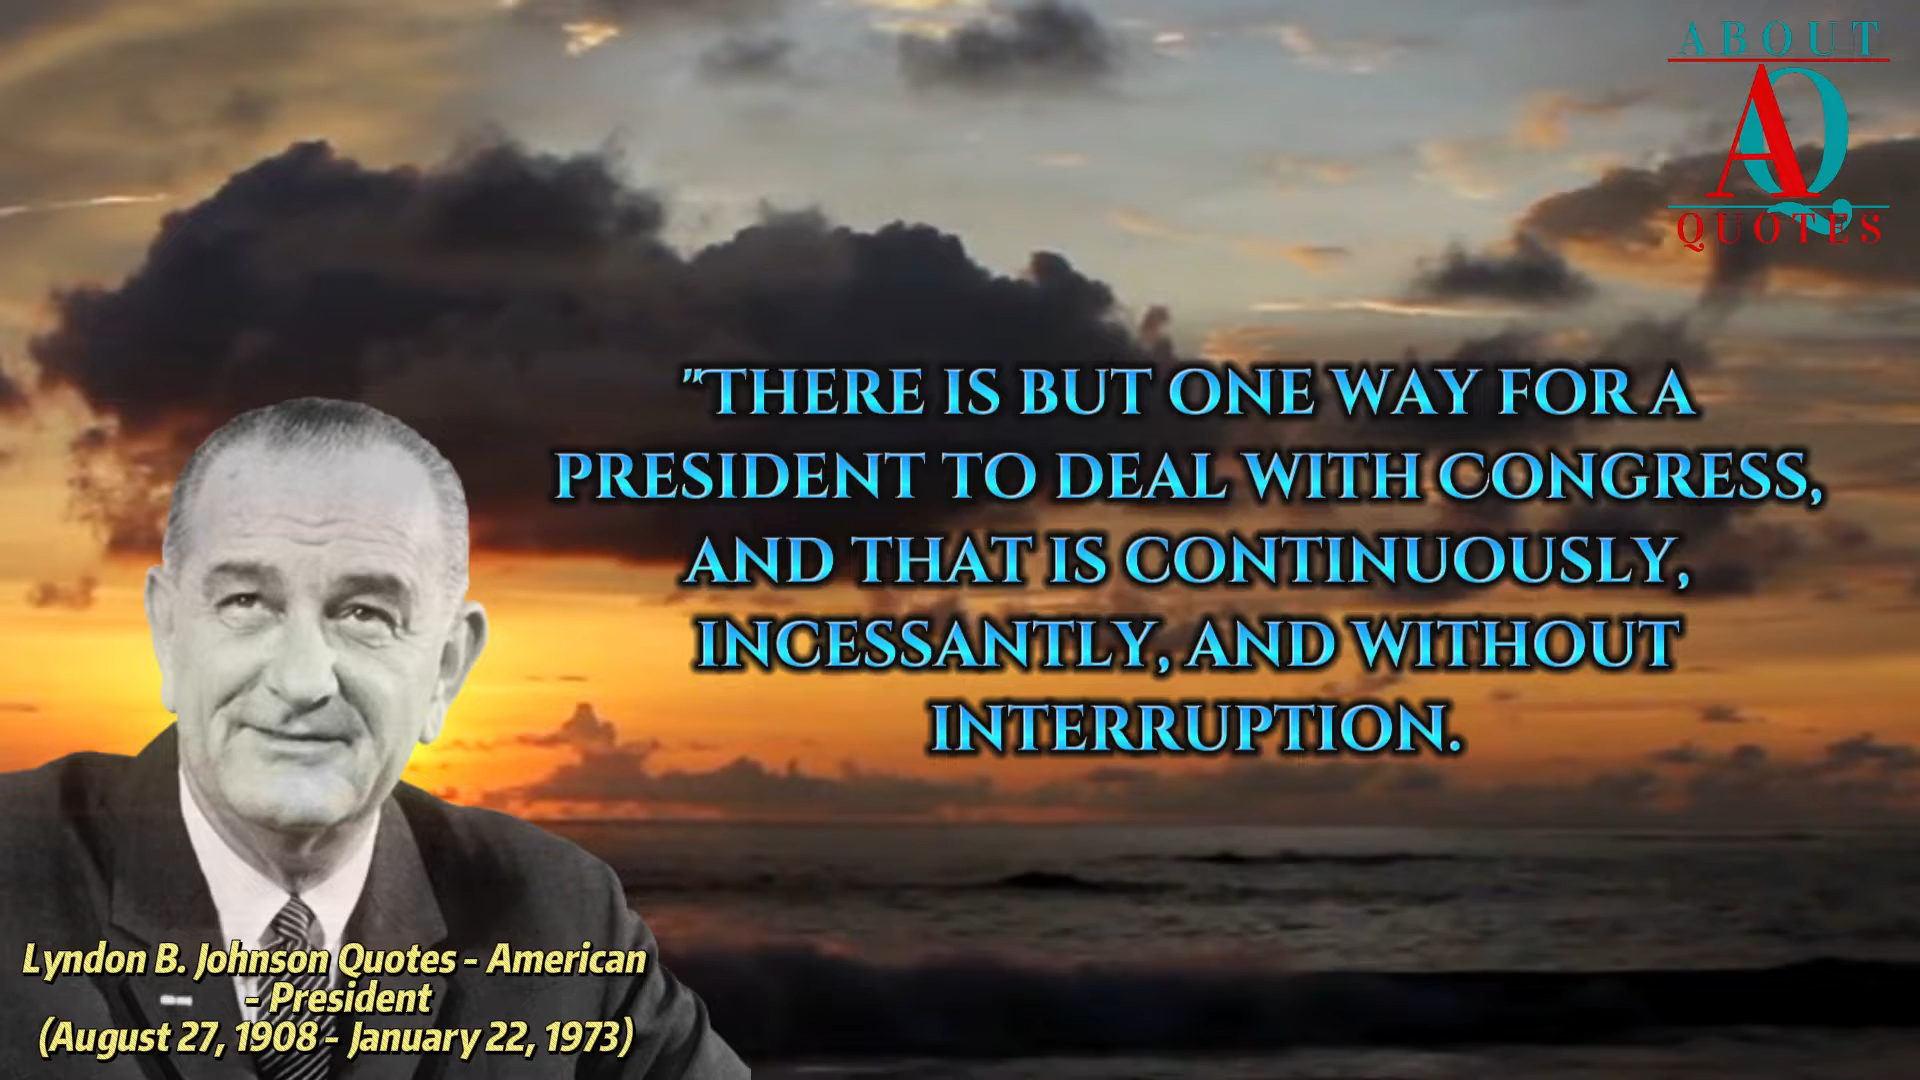 ABOUT
AQ
QUOTES
"THERE IS BUT ONE WAY FOR A
PRESIDENT TO DEAL WITH CONGRESS,
AND THAT IS CONTINUOUSLY,
INCESSANTLY, AND WITHOUT
INTERRUPTION.
Lyndon B. Johnson Quotes - American
- President
(August 27, 1908 - January 22, 1973)